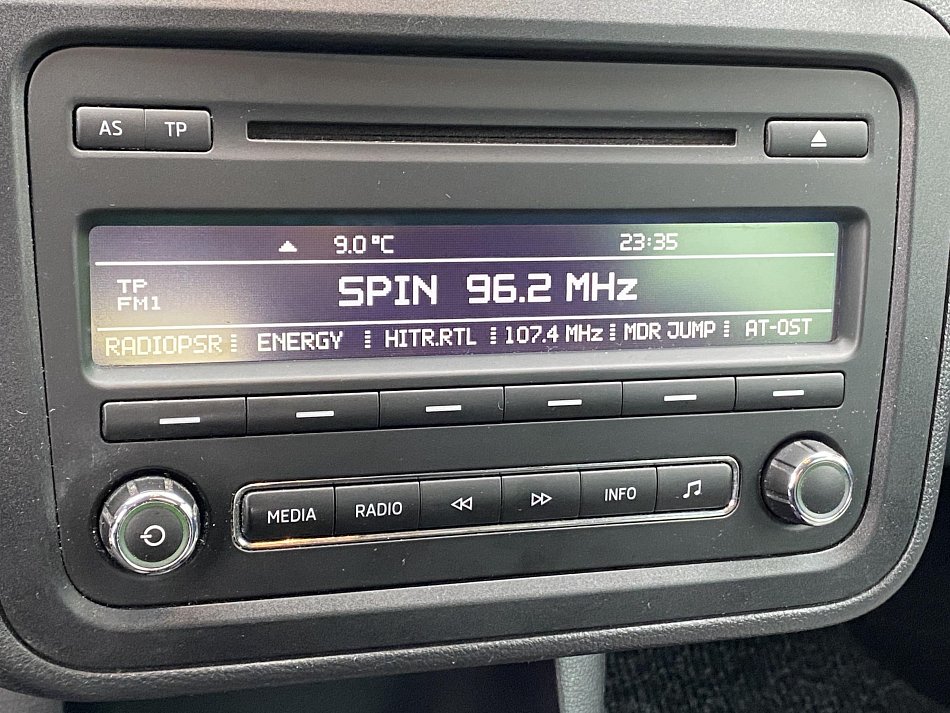 AS TP
9.0°C 23:35
TP
FM1
SPIN 96.2 MHz
RADIOPSR ENERGY HITR.RTL 107.4 MHz MDR JUMP AT-OST
MEDIA RADIO INFO